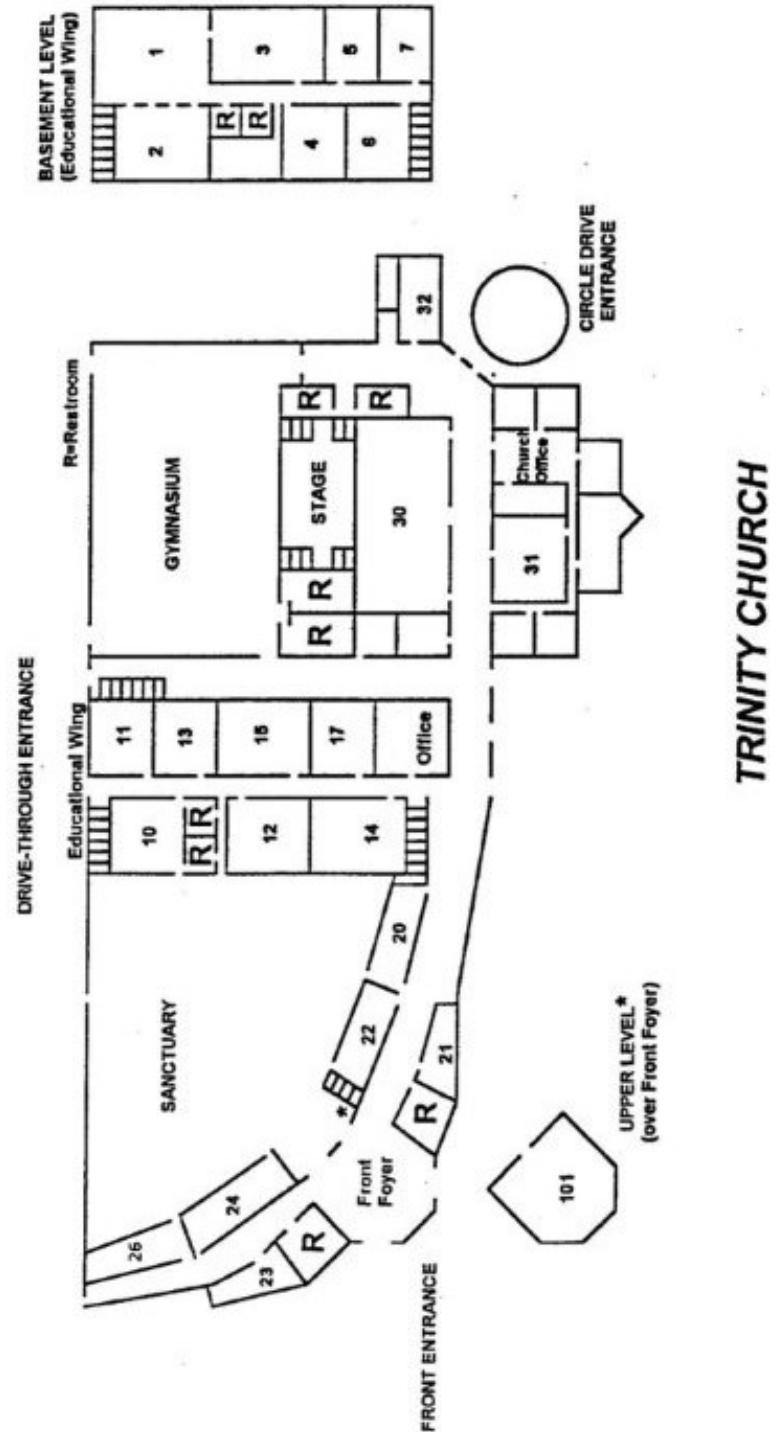 DRIVE-THROUGH ENTRANCE
BASEMENT LEVEL
(Educational Wing)
R=Restroom
Educational Wing
26
24
23
R
SANCTUARY
Front
Foyer
*
22
20
R
21
10
R
R
12
14
11
13
15
17
Office
GYMNASIUM
R
R
STAGE
R
R
30
31
Church
Office
32
2
1
R
R
3
4
5
6
7
FRONT ENTRANCE
101
UPPER LEVEL*
(over Front Foyer)
CIRCLE DRIVE
ENTRANCE
TRINITY CHURCH